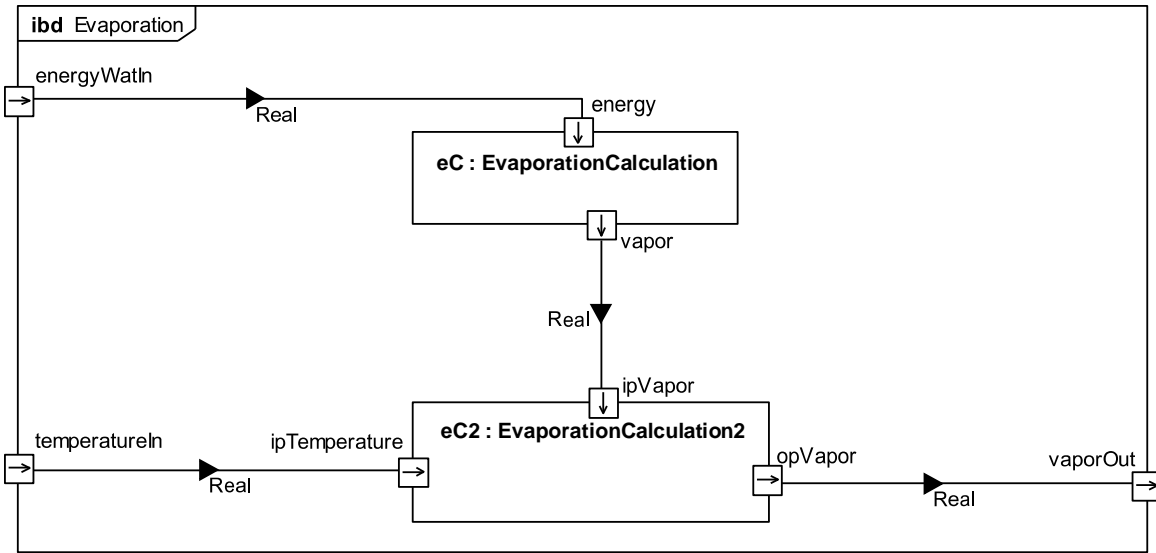 ibd Evaporation
energyWatIn
Real
energy
eC : EvaporationCalculation
vapor
Real
ipVapor
eC2 : EvaporationCalculation2
temperatureIn
ipTemperature
Real
opVapor
Real
vaporOut